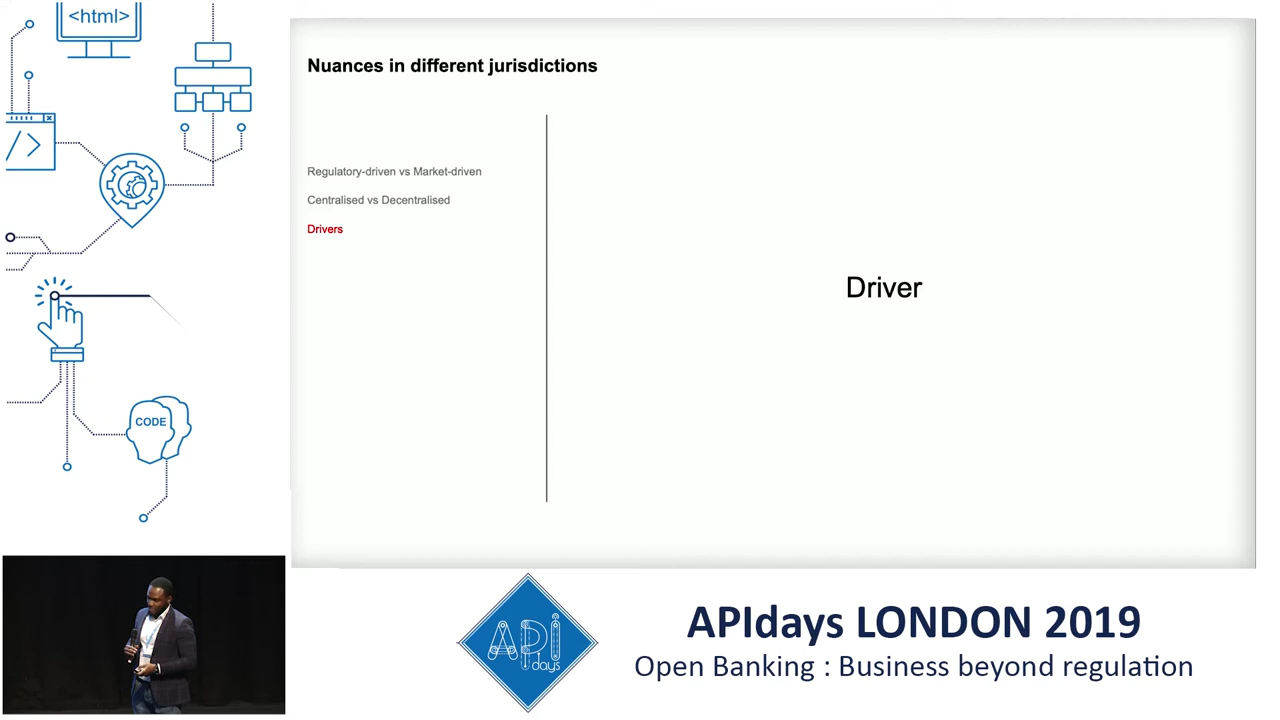 <html>
</>
CODE
Nuances in different jurisdictions
Regulatory-driven vs Market-driven
Centralised vs Decentralised
Drivers
Driver
API
days
APIdays LONDON 2019
Open Banking : Business beyond regulation